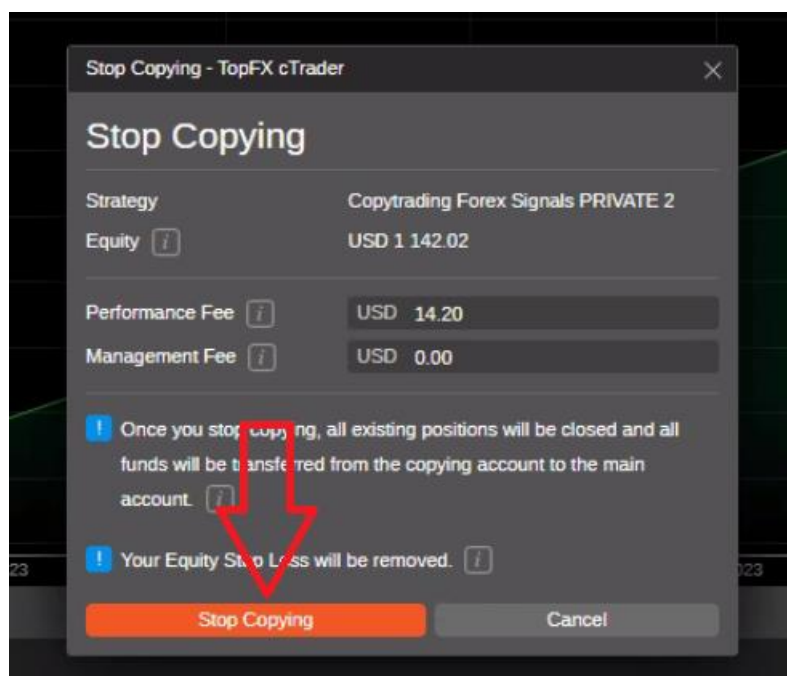 Stop Copying - TopFX cTrader
Stop Copying
Strategy Copytrading Forex Signals PRIVATE 2
Equity i USD 1 142.02
Performance Fee i USD 14.20
Management Fee i USD 0.00
! Once you stop copying, all existing positions will be closed and all
funds will be transferred from the copying account to the main
account. i
! Your Equity Stop Loss will be removed. i
23 023
Stop Copying Cancel